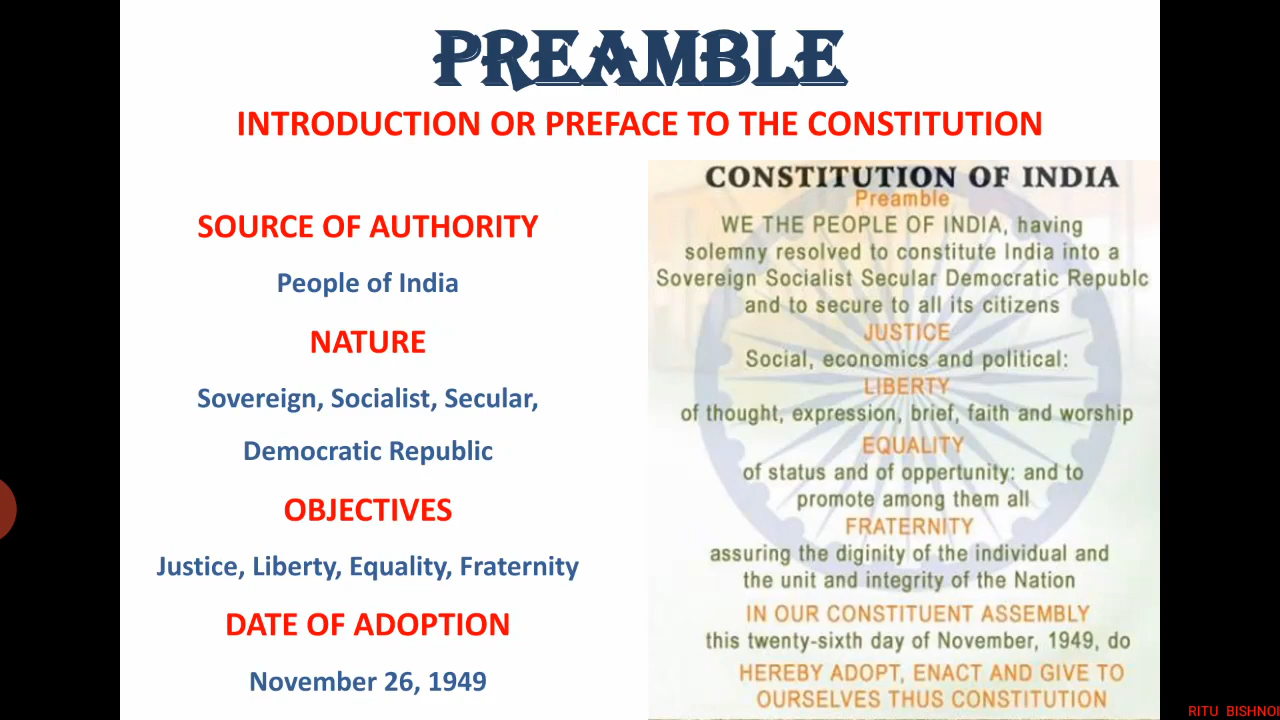 PREAMBLE
INTRODUCTION OR PREFACE TO THE CONSTITUTION
SOURCE OF AUTHORITY
People of India
NATURE
Sovereign, Socialist, Secular,
Democratic Republic
OBJECTIVES
Justice, Liberty, Equality, Fraternity
DATE OF ADOPTION
November 26, 1949
CONSTITUTION OF INDIA
Preamble
WE THE PEOPLE OF INDIA, having
solemny resolved to constitute India into a
Sovereign Socialist Secular Democratic Republc
and to secure to all its citizens
JUSTICE
Social, economics and political:
LIBERTY
of thought, expression, brief, faith and worship
EQUALITY
of status and of oppertunity: and to
promote among them all
FRATERNITY
assuring the diginity of the individual and
the unit and integrity of the Nation
IN OUR CONSTITUENT ASSEMBLY
this twenty-sixth day of November, 1949, do
HEREBY ADOPT, ENACT AND GIVE TO
OURSELVES THUS CONSTITUTION
RITU BISHNOI